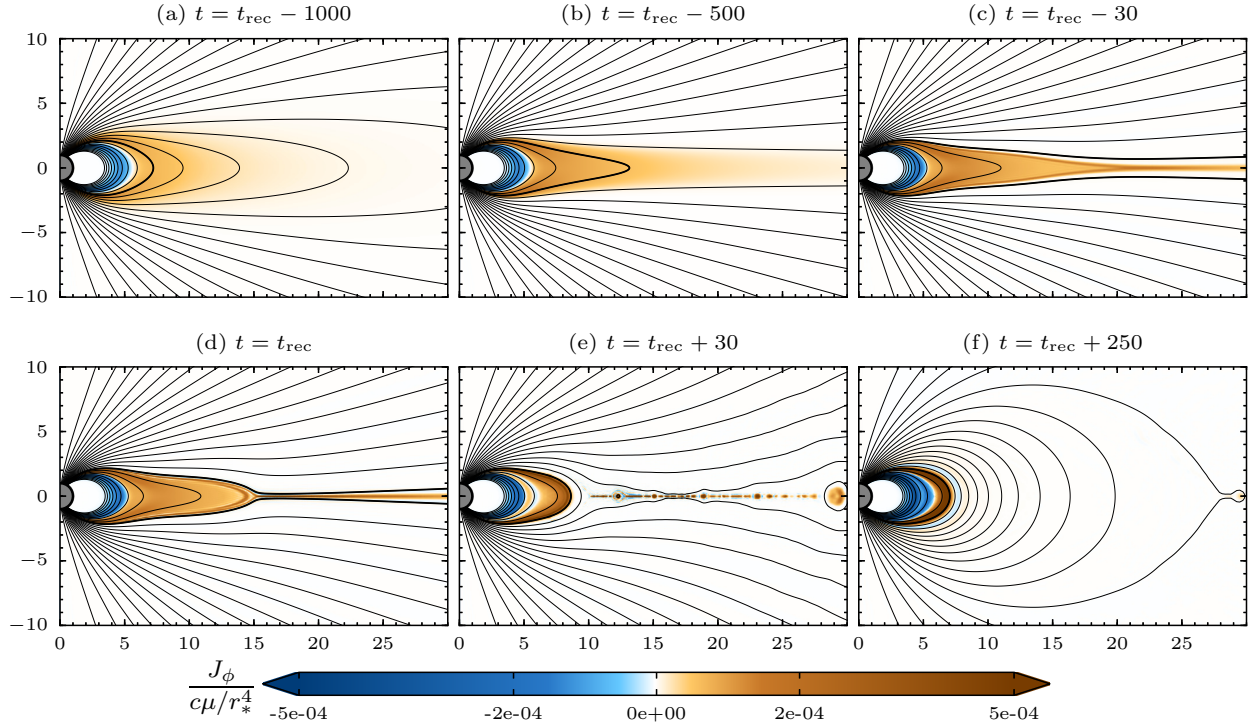 (a) t = t_rec − 1000
(b) t = t_rec − 500
(c) t = t_rec − 30
10
5
0
−5
−10
(d) t = t_rec
(e) t = t_rec + 30
(f) t = t_rec + 250
10
5
0
−5
−10
0 5 10 15 20 25
0 5 10 15 20 25
0 5 10 15 20 25
J_ϕ
cμ/r_*^4
-5e-04 -2e-04 0e+00 2e-04 5e-04